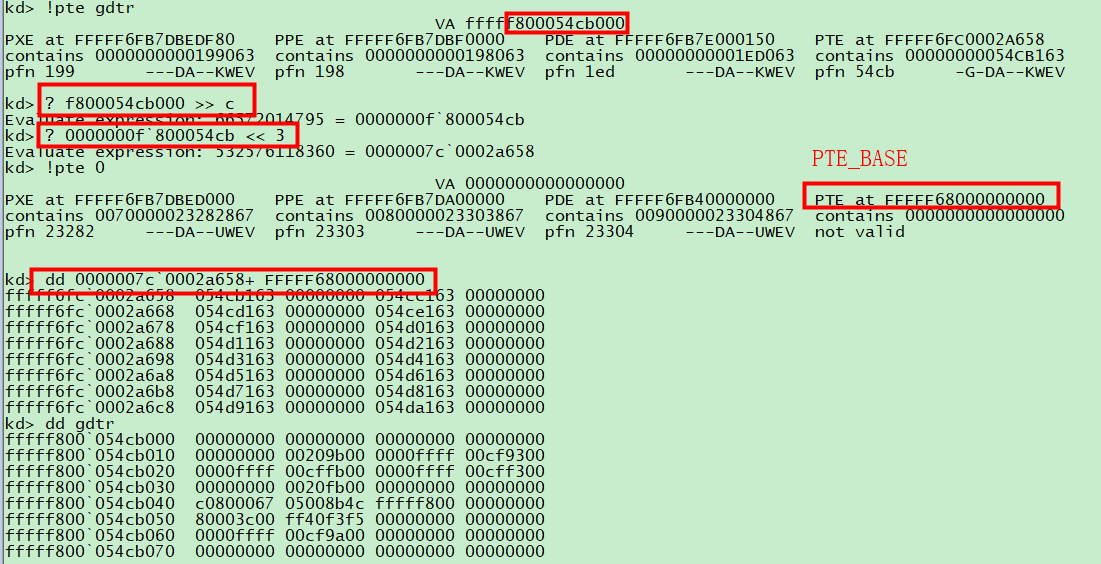 kd> !pte gdtr
VA fffff800054cb000
PXE at FFFFF6FB7DBEDF80 PPE at FFFFF6FB7DBF0000 PDE at FFFFF6FB7E000150 PTE at FFFFF6FC0002A658
contains 0000000000199063 contains 0000000000198063 contains 00000000001ED063 contains 00000000054CB163
pfn 199 ---DA--KWEV pfn 198 ---DA--KWEV pfn 1ed ---DA--KWEV pfn 54cb -G-DA--KWEV
kd> ? f800054cb000 >> c
Evaluate expression: 66572014795 = 0000000f`800054cb
kd> ? 0000000f`800054cb << 3
Evaluate expression: 532576118360 = 0000007c`0002a658
kd> !pte 0
PTE_BASE
VA 0000000000000000
PXE at FFFFF6FB7DBED000 PPE at FFFFF6FB7DA00000 PDE at FFFFF6FB40000000 PTE at FFFFF68000000000
contains 0070000023282867 contains 0080000023303867 contains 0090000023304867 contains 0000000000000000
pfn 23282 ---DA--UWEV pfn 23303 ---DA--UWEV pfn 23304 ---DA--UWEV not valid
kd> dd 0000007c`0002a658+ FFFFF68000000000
fffff6fc`0002a658 054cb163 00000000 054cc163 00000000
fffff6fc`0002a668 054cd163 00000000 054ce163 00000000
fffff6fc`0002a678 054cf163 00000000 054d0163 00000000
fffff6fc`0002a688 054d1163 00000000 054d2163 00000000
fffff6fc`0002a698 054d3163 00000000 054d4163 00000000
fffff6fc`0002a6a8 054d5163 00000000 054d6163 00000000
fffff6fc`0002a6b8 054d7163 00000000 054d8163 00000000
fffff6fc`0002a6c8 054d9163 00000000 054da163 00000000
kd> dd gdtr
fffff800`054cb000 00000000 00000000 00000000 00000000
fffff800`054cb010 00000000 00209b00 0000ffff 00cf9300
fffff800`054cb020 0000ffff 00cffb00 0000ffff 00cff300
fffff800`054cb030 00000000 0020fb00 00000000 00000000
fffff800`054cb040 c0800067 05008b4c fffff800 00000000
fffff800`054cb050 80003c00 ff40f3f5 00000000 00000000
fffff800`054cb060 0000ffff 00cf9a00 00000000 00000000
fffff800`054cb070 00000000 00000000 00000000 00000000